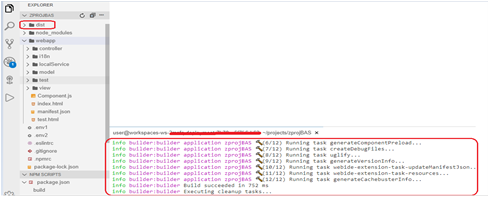 EXPLORER
ZPROJBAS
dist
node_modules
webapp
controller
i18n
localService
model
test
view
Component.js
index.html
manifest.json
test.html
.env1
.env2
.eslintrc
.gitignore
.npmrc
package-lock.json
NPM SCRIPTS
package.json
build
user@workspaces-ws- ~/projects/zprojBAS ×
info builder:builder application zprojBAS (6/12) Running task generateComponentPreload...
info builder:builder application zprojBAS (7/12) Running task createDebugFiles...
info builder:builder application zprojBAS (8/12) Running task uglify...
info builder:builder application zprojBAS (9/12) Running task generateVersionInfo...
info builder:builder application zprojBAS (10/12) Running task webide-extension-task-updateManifestJson...
info builder:builder application zprojBAS (11/12) Running task webide-extension-task-resources...
info builder:builder application zprojBAS (12/12) Running task generateCachebusterInfo...
info builder:builder Build succeeded in 752 ms
info builder:builder Executing cleanup tasks...